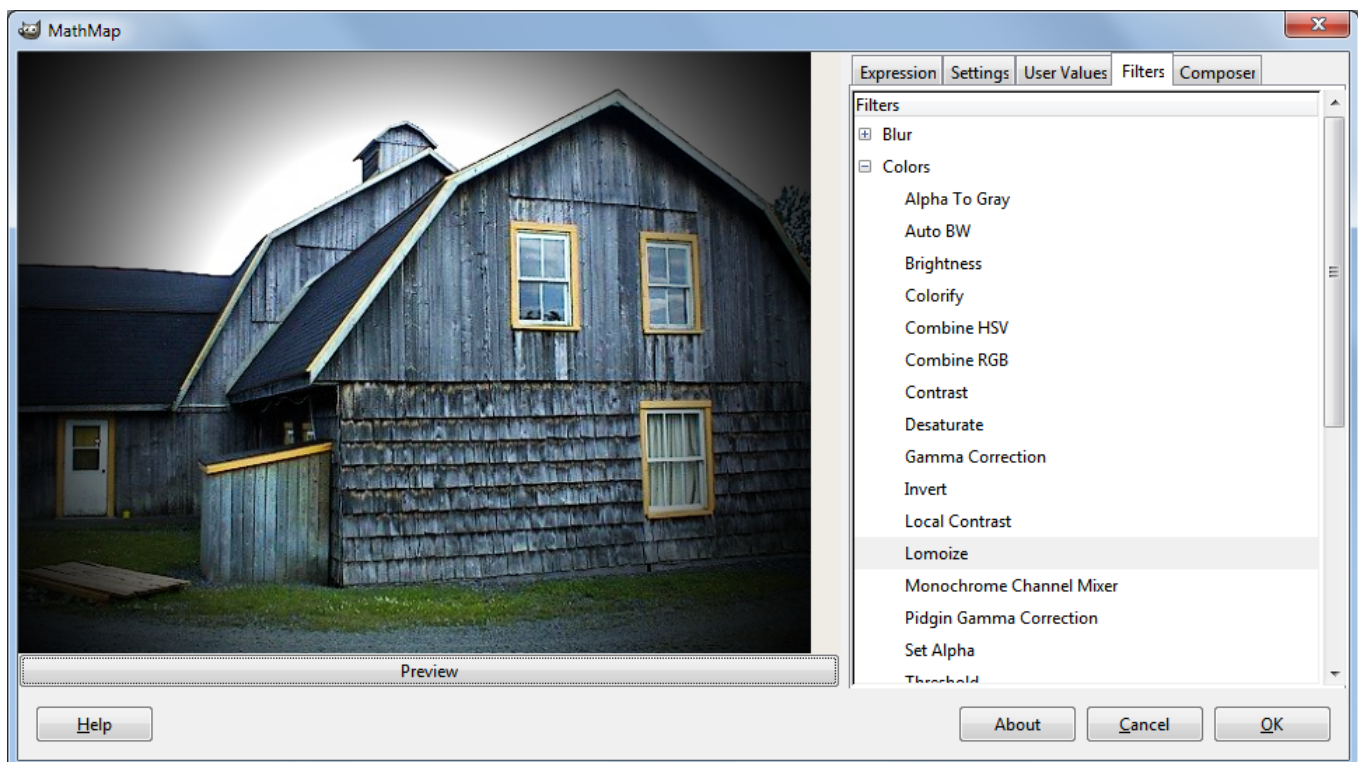 MathMap
Expression Settings User Values Filters Composer
Filters
Blur
Colors
Alpha To Gray
Auto BW
Brightness
Colorify
Combine HSV
Combine RGB
Contrast
Desaturate
Gamma Correction
Invert
Local Contrast
Lomoize
Monochrome Channel Mixer
Pidgin Gamma Correction
Set Alpha
Threshold
Preview
Help About Cancel OK